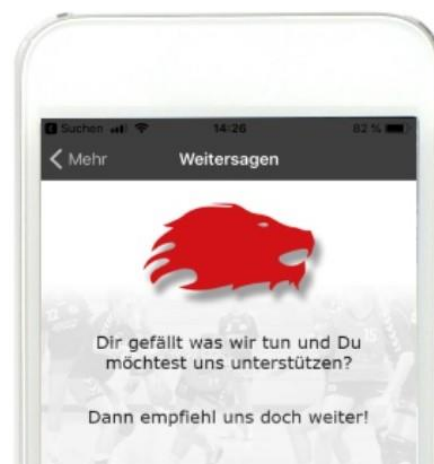 Suchen 14:26 82 %
Mehr Weitersagen
Dir gefällt was wir tun und Du
möchtest uns unterstützen?
Dann empfiehl uns doch weiter!